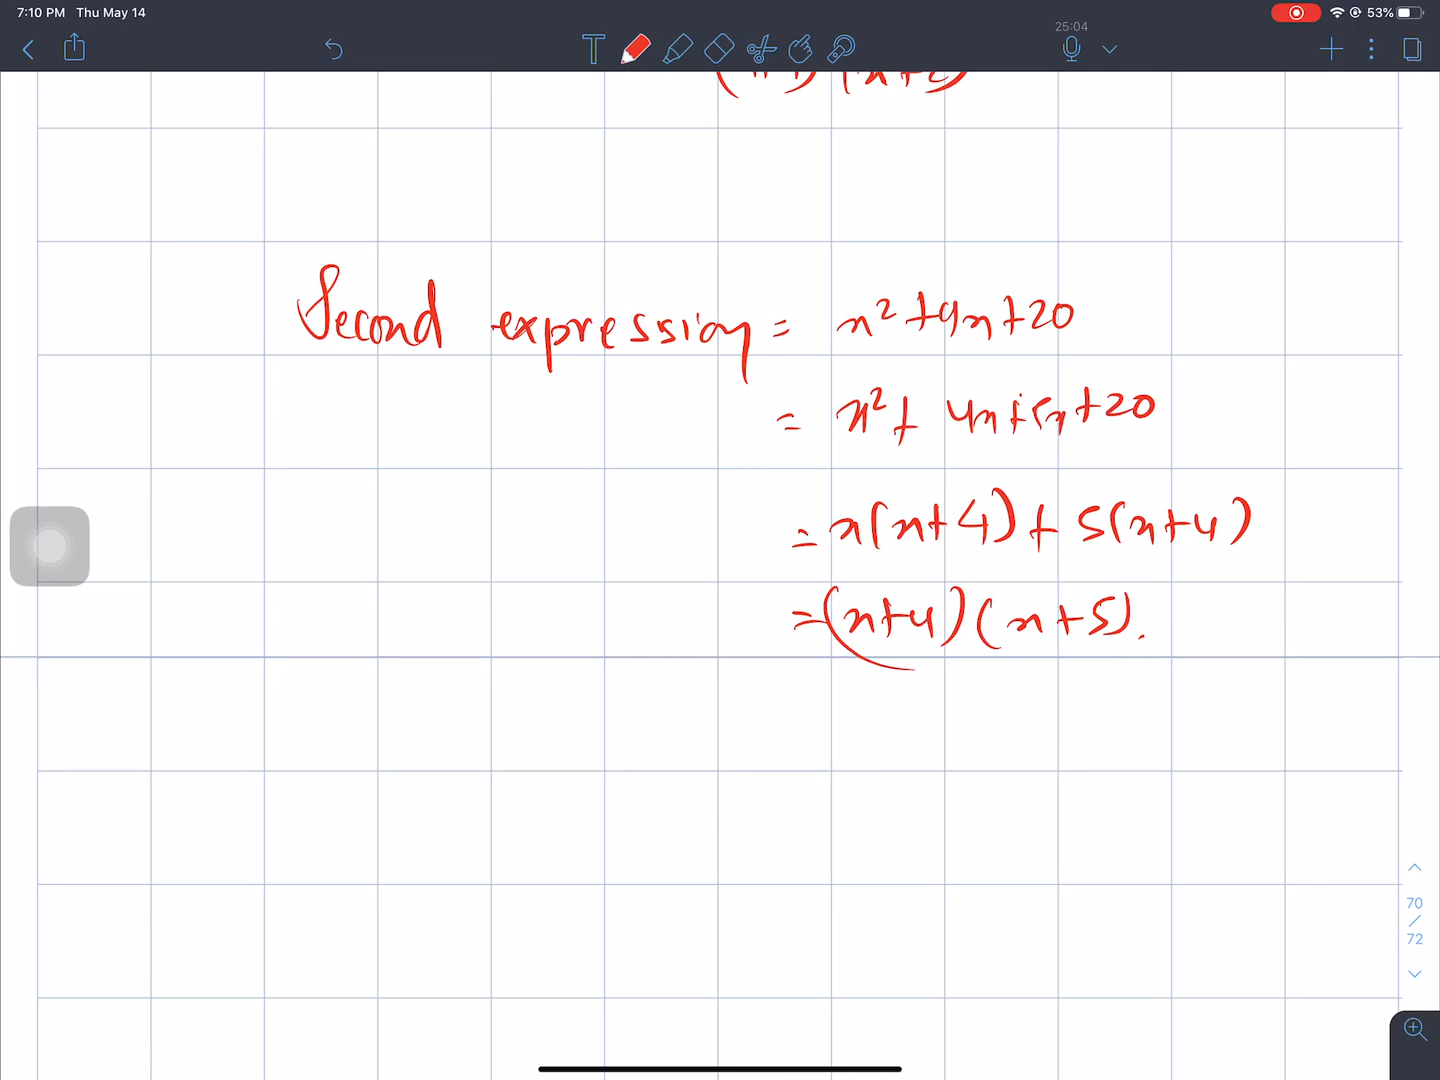 7:10 PM Thu May 14
53%
25:04
T
Second expression = x² + 4x + 20
= x² + 4x + 5x + 20
= x(x+4) + 5(x+4)
= (x+4) (x+5).
70
/
72